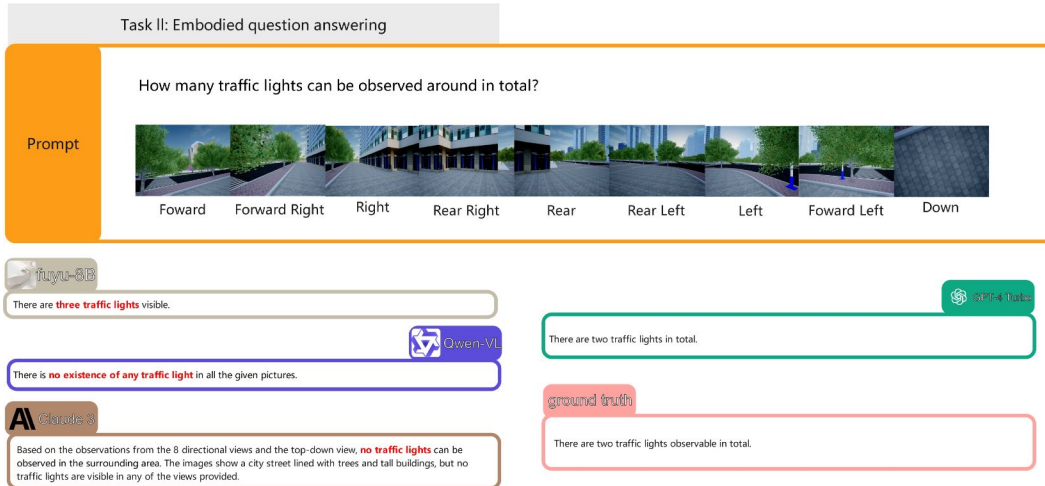 Task II: Embodied question answering
Prompt
How many traffic lights can be observed around in total?
Foward
Forward Right
Right
Rear Right
Rear
Rear Left
Left
Foward Left
Down
fuyu-8B
There are three traffic lights visible.
Qwen-VL
There is no existence of any traffic light in all the given pictures.
Claude 3
Based on the observations from the 8 directional views and the top-down view, no traffic lights can be
observed in the surrounding area. The images show a city street lined with trees and tall buildings, but no
traffic lights are visible in any of the views provided.
GPT-4 Turbo
There are two traffic lights in total.
ground truth
There are two traffic lights observable in total.